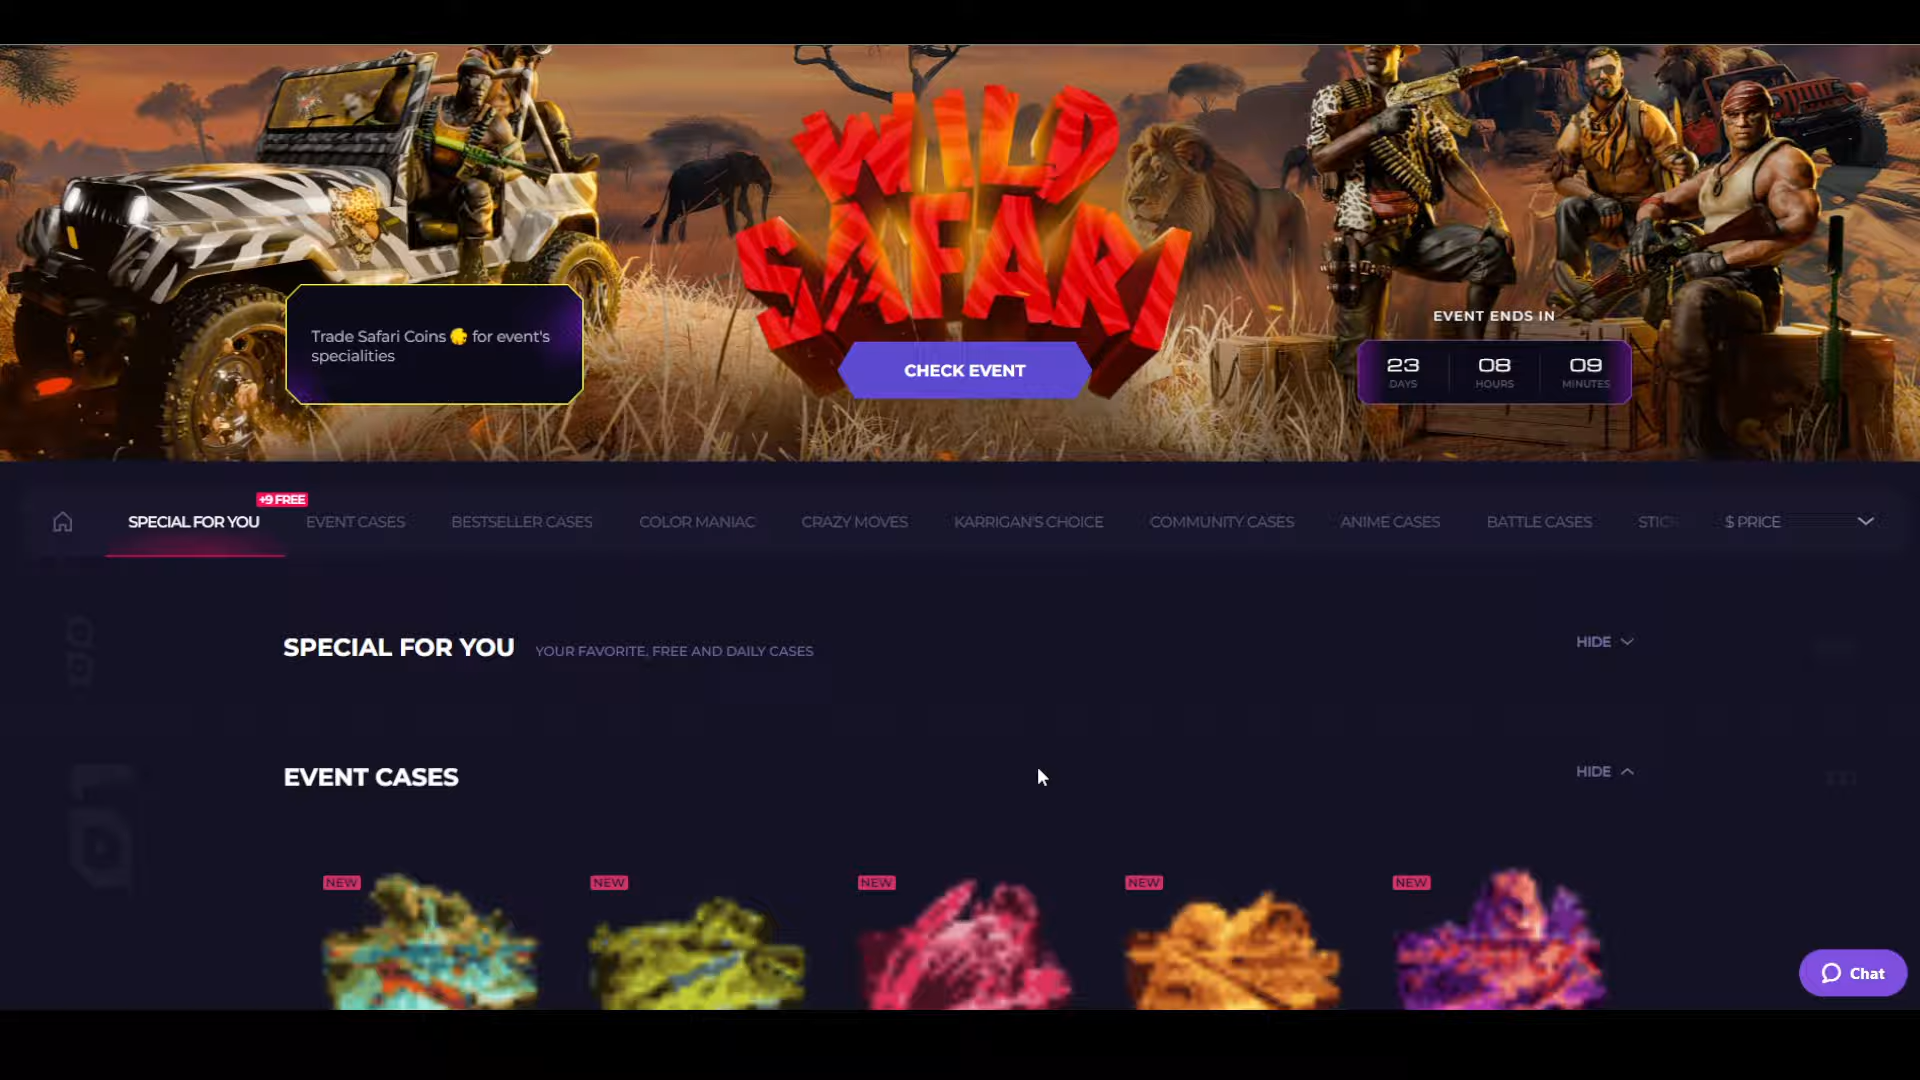 WILD
SAFARI
Trade Safari Coins for event's
specialities
CHECK EVENT
EVENT ENDS IN
23 08 09
DAYS HOURS MINUTES
+9 FREE
SPECIAL FOR YOU EVENT CASES BESTSELLER CASES COLOR MANIAC CRAZY MOVES KARRIGAN'S CHOICE COMMUNITY CASES ANIME CASES BATTLE CASES $ PRICE
SPECIAL FOR YOU YOUR FAVORITE, FREE AND DAILY CASES HIDE
EVENT CASES HIDE
NEW NEW NEW NEW NEW
Chat